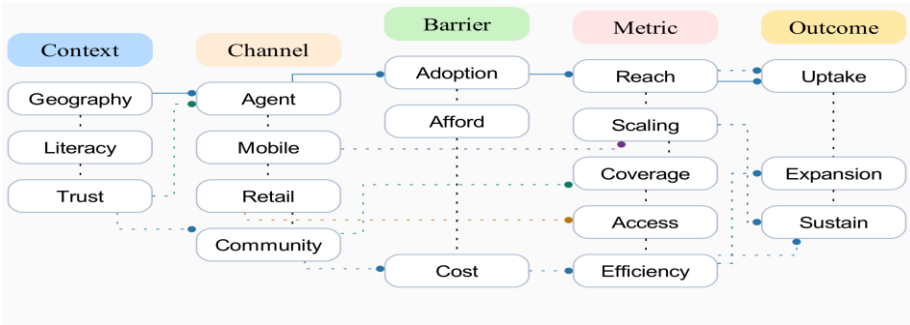 Context
Channel
Barrier
Metric
Outcome
Geography
Literacy
Trust
Agent
Mobile
Retail
Community
Adoption
Afford
Cost
Reach
Scaling
Coverage
Access
Efficiency
Uptake
Expansion
Sustain